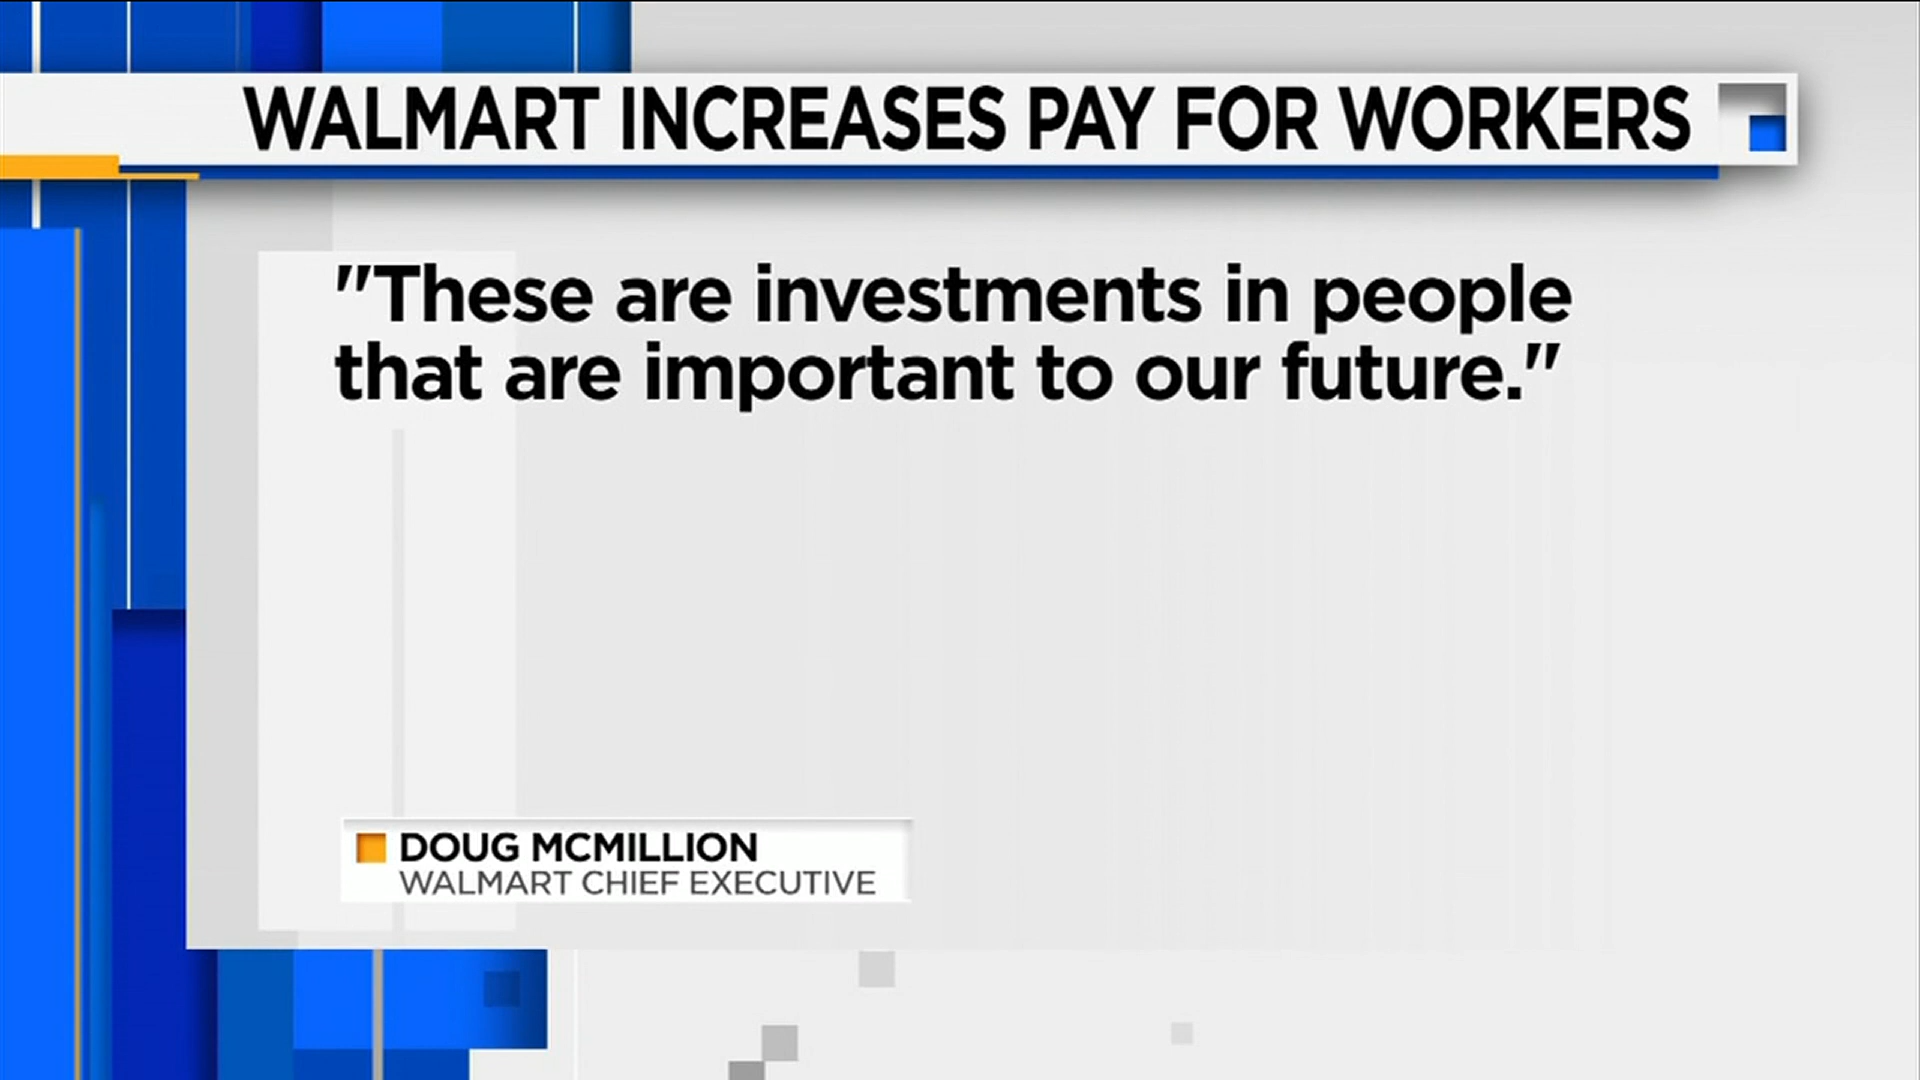 WALMART INCREASES PAY FOR WORKERS
"These are investments in people
that are important to our future."
DOUG MCMILLION
WALMART CHIEF EXECUTIVE